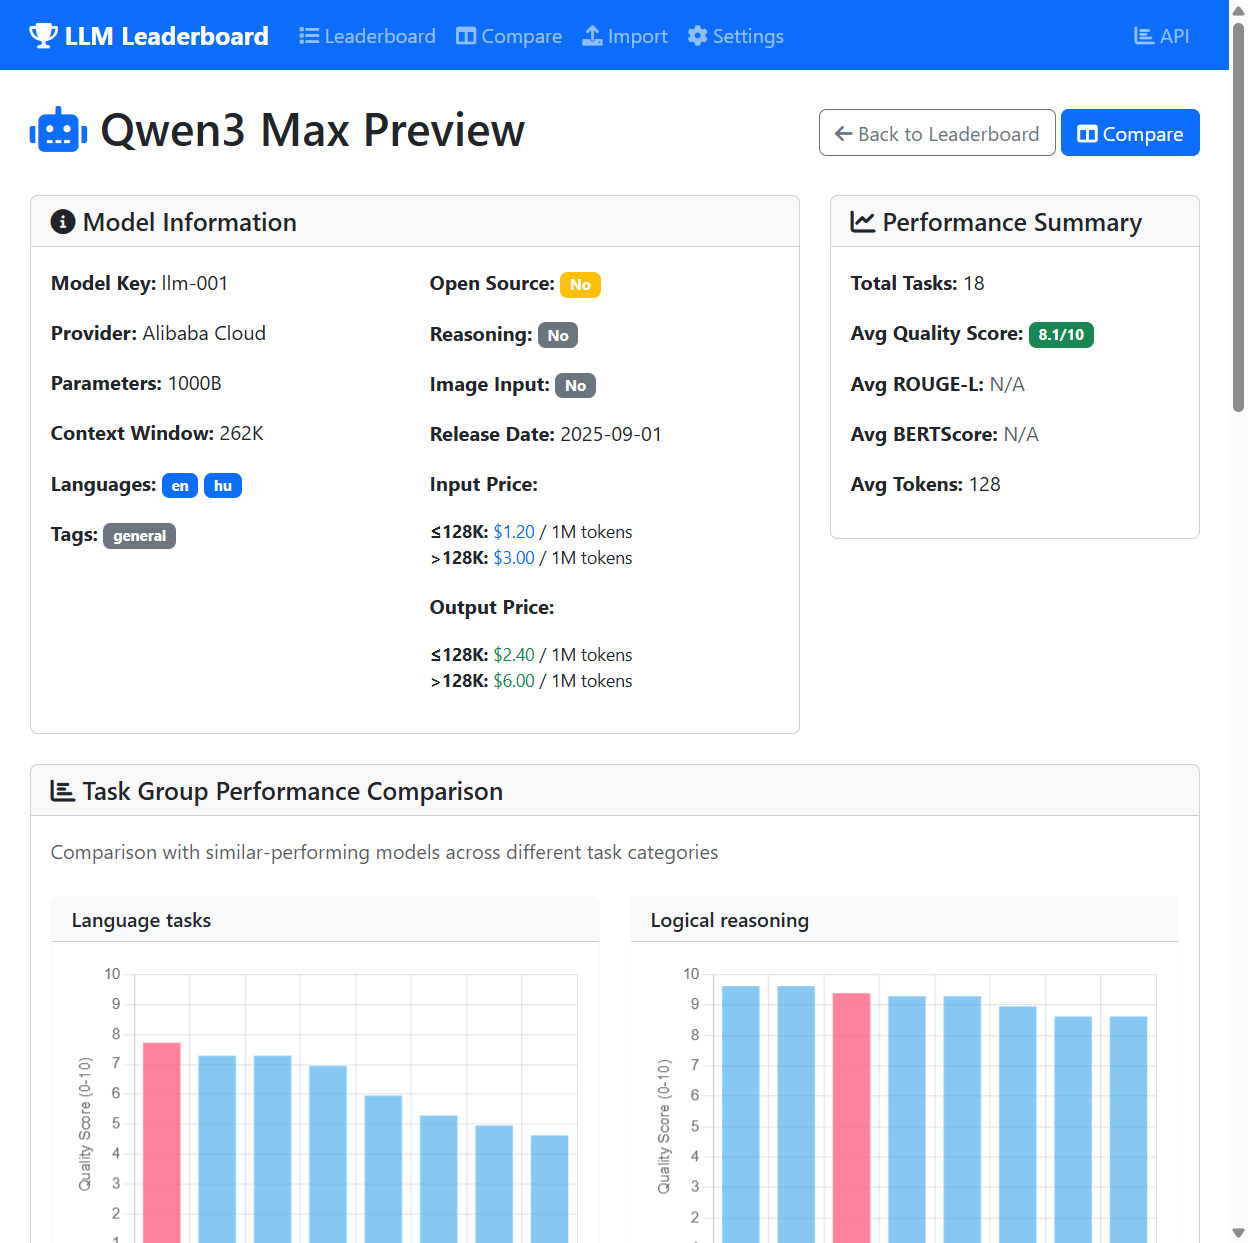 LLM Leaderboard Leaderboard Compare Import Settings API
Qwen3 Max Preview
Back to Leaderboard Compare
Model Information
Model Key: llm-001
Provider: Alibaba Cloud
Parameters: 1000B
Context Window: 262K
Languages: en hu
Tags: general
Open Source: No
Reasoning: No
Image Input: No
Release Date: 2025-09-01
Input Price:
≤128K: $1.20 / 1M tokens
>128K: $3.00 / 1M tokens
Output Price:
≤128K: $2.40 / 1M tokens
>128K: $6.00 / 1M tokens
Performance Summary
Total Tasks: 18
Avg Quality Score: 8.1/10
Avg ROUGE-L: N/A
Avg BERTScore: N/A
Avg Tokens: 128
Task Group Performance Comparison
Comparison with similar-performing models across different task categories
Language tasks
Quality Score (0-10)
10
9
8
7
6
5
4
3
2
1
Logical reasoning
Quality Score (0-10)
10
9
8
7
6
5
4
3
2